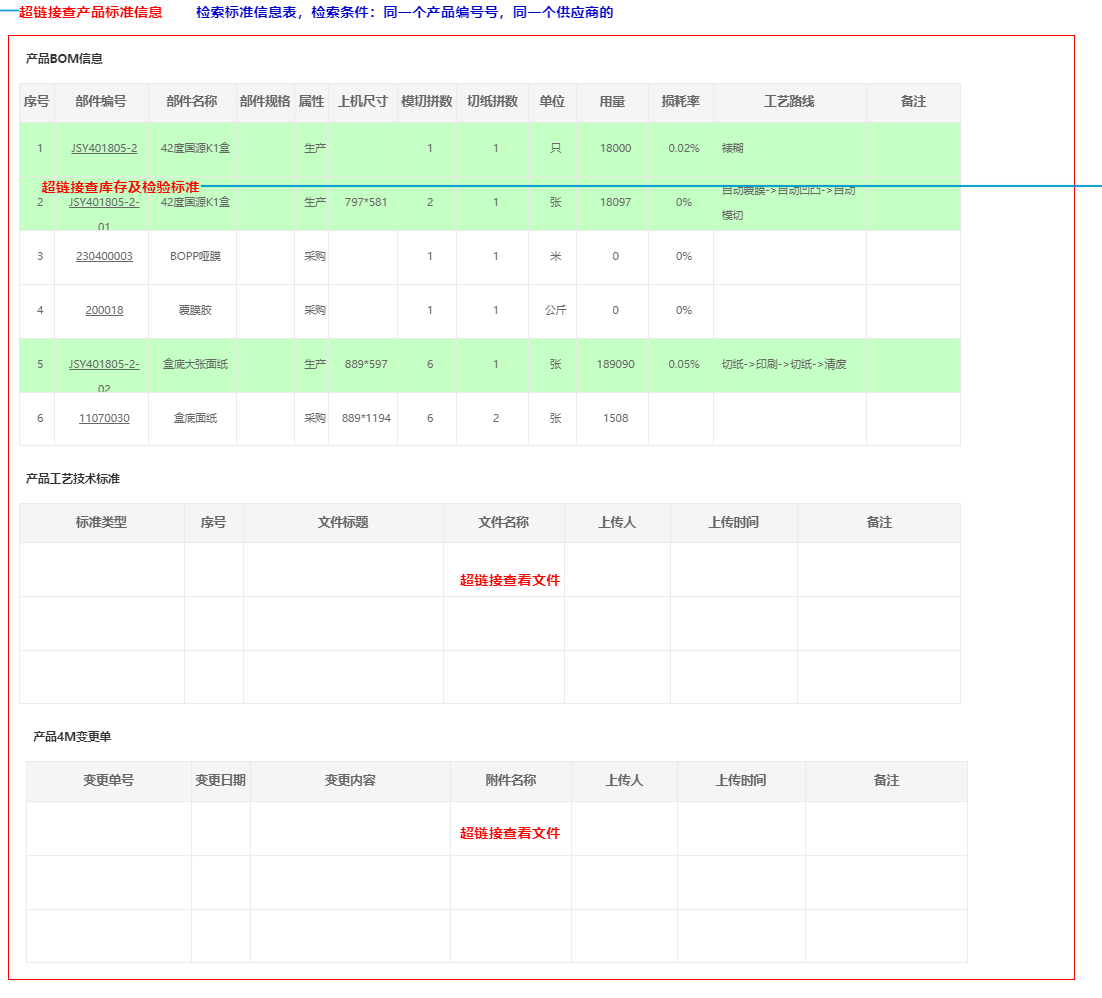 超链接查产品标准信息 检索标准信息表，检索条件：同一个产品编号号，同一个供应商的
产品BOM信息
序号 部件编号 部件名称 部件规格 属性 上机尺寸 模切拼数 切纸拼数 单位 用量 损耗率 工艺路线 备注
1 JSY401805-2 42度国源K1盒 生产 1 1 只 18000 0.02% 裱糊
超链接查库存及检验标准
自动覆膜->自动凹凸->自动
2 JSY401805-2- 42度国源K1盒 生产 797*581 2 1 张 18097 0%
模切
01
3 230400003 BOPP哑膜 采购 1 1 米 0 0%
4 200018 覆膜胶 采购 1 1 公斤 0 0%
5 JSY401805-2- 盒底大张面纸 生产 889*597 6 1 张 189090 0.05% 切纸->印刷->切纸->清废
02
6 11070030 盒底面纸 采购 889*1194 6 2 张 1508
产品工艺技术标准
标准类型 序号 文件标题 文件名称 上传人 上传时间 备注
超链接查看文件
产品4M变更单
变更单号 变更日期 变更内容 附件名称 上传人 上传时间 备注
超链接查看文件